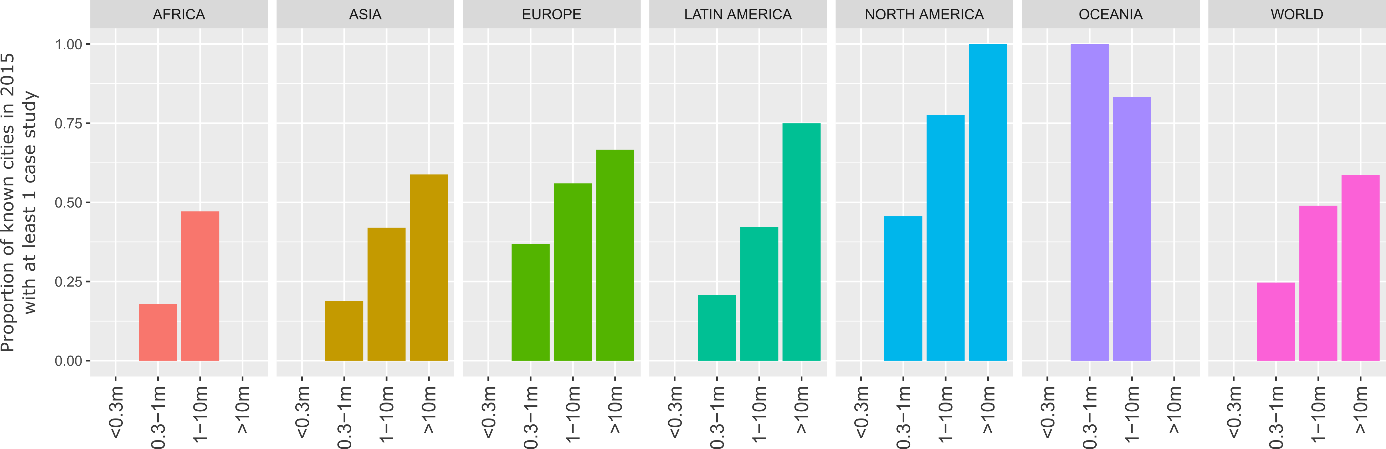 AFRICA ASIA EUROPE LATIN AMERICA NORTH AMERICA OCEANIA WORLD
Proportion of known cities in 2015
with at least 1 case study
1.00
0.75
0.50
0.25
0.00
<0.3m 0.3−1m 1−10m >10m <0.3m 0.3−1m 1−10m >10m <0.3m 0.3−1m 1−10m >10m <0.3m 0.3−1m 1−10m >10m <0.3m 0.3−1m 1−10m >10m <0.3m 0.3−1m 1−10m >10m <0.3m 0.3−1m 1−10m >10m